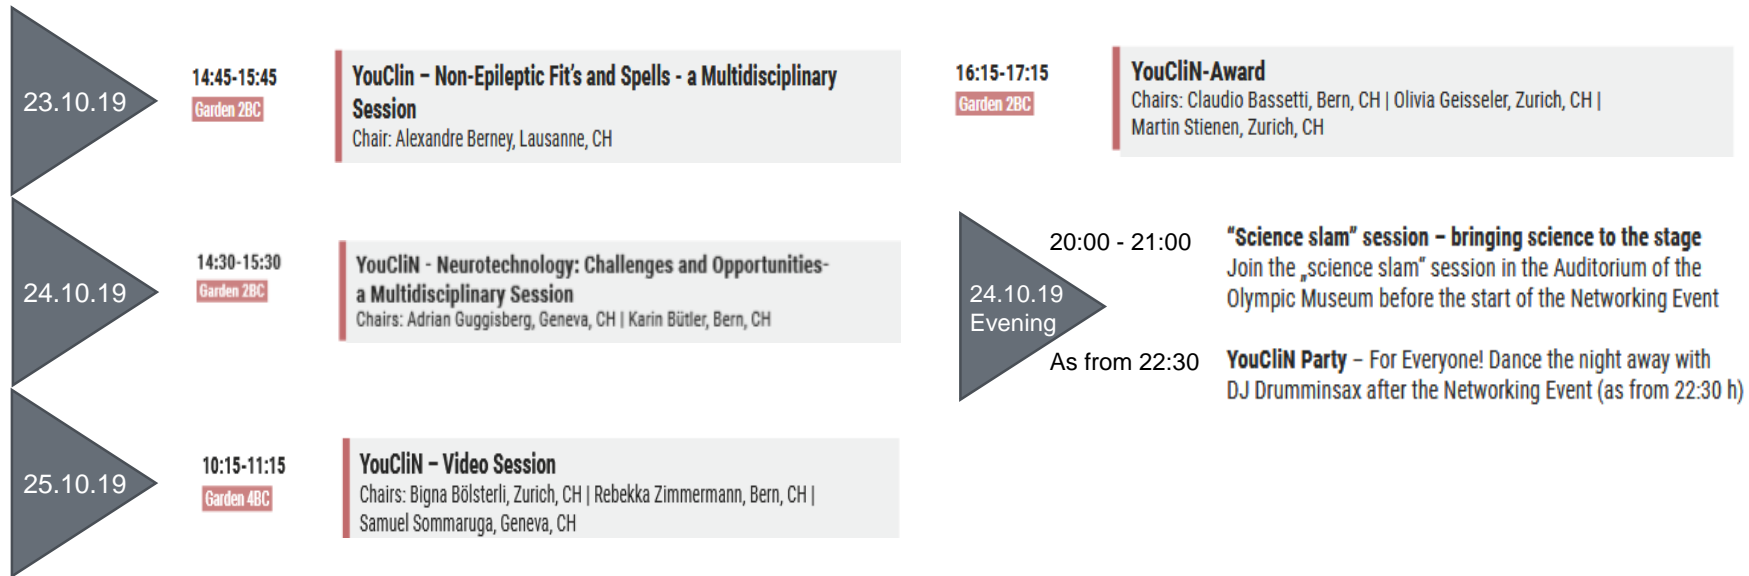 23.10.19
14:45-15:45
Garden 2BC
YouClin – Non-Epileptic Fit's and Spells - a Multidisciplinary
Session
Chair: Alexandre Berney, Lausanne, CH
16:15-17:15
Garden 2BC
YouCliN-Award
Chairs: Claudio Bassetti, Bern, CH | Olivia Geisseler, Zurich, CH |
Martin Stienen, Zurich, CH
24.10.19
14:30-15:30
Garden 2BC
YouCliN - Neurotechnology: Challenges and Opportunities-
a Multidisciplinary Session
Chairs: Adrian Guggisberg, Geneva, CH | Karin Bütler, Bern, CH
24.10.19
Evening
20:00 - 21:00
"Science slam" session – bringing science to the stage
Join the „science slam" session in the Auditorium of the
Olympic Museum before the start of the Networking Event
As from 22:30
YouCliN Party – For Everyone! Dance the night away with
DJ Drumminsax after the Networking Event (as from 22:30 h)
25.10.19
10:15-11:15
Garden 4BC
YouCliN – Video Session
Chairs: Bigna Bölsterli, Zurich, CH | Rebekka Zimmermann, Bern, CH |
Samuel Sommaruga, Geneva, CH